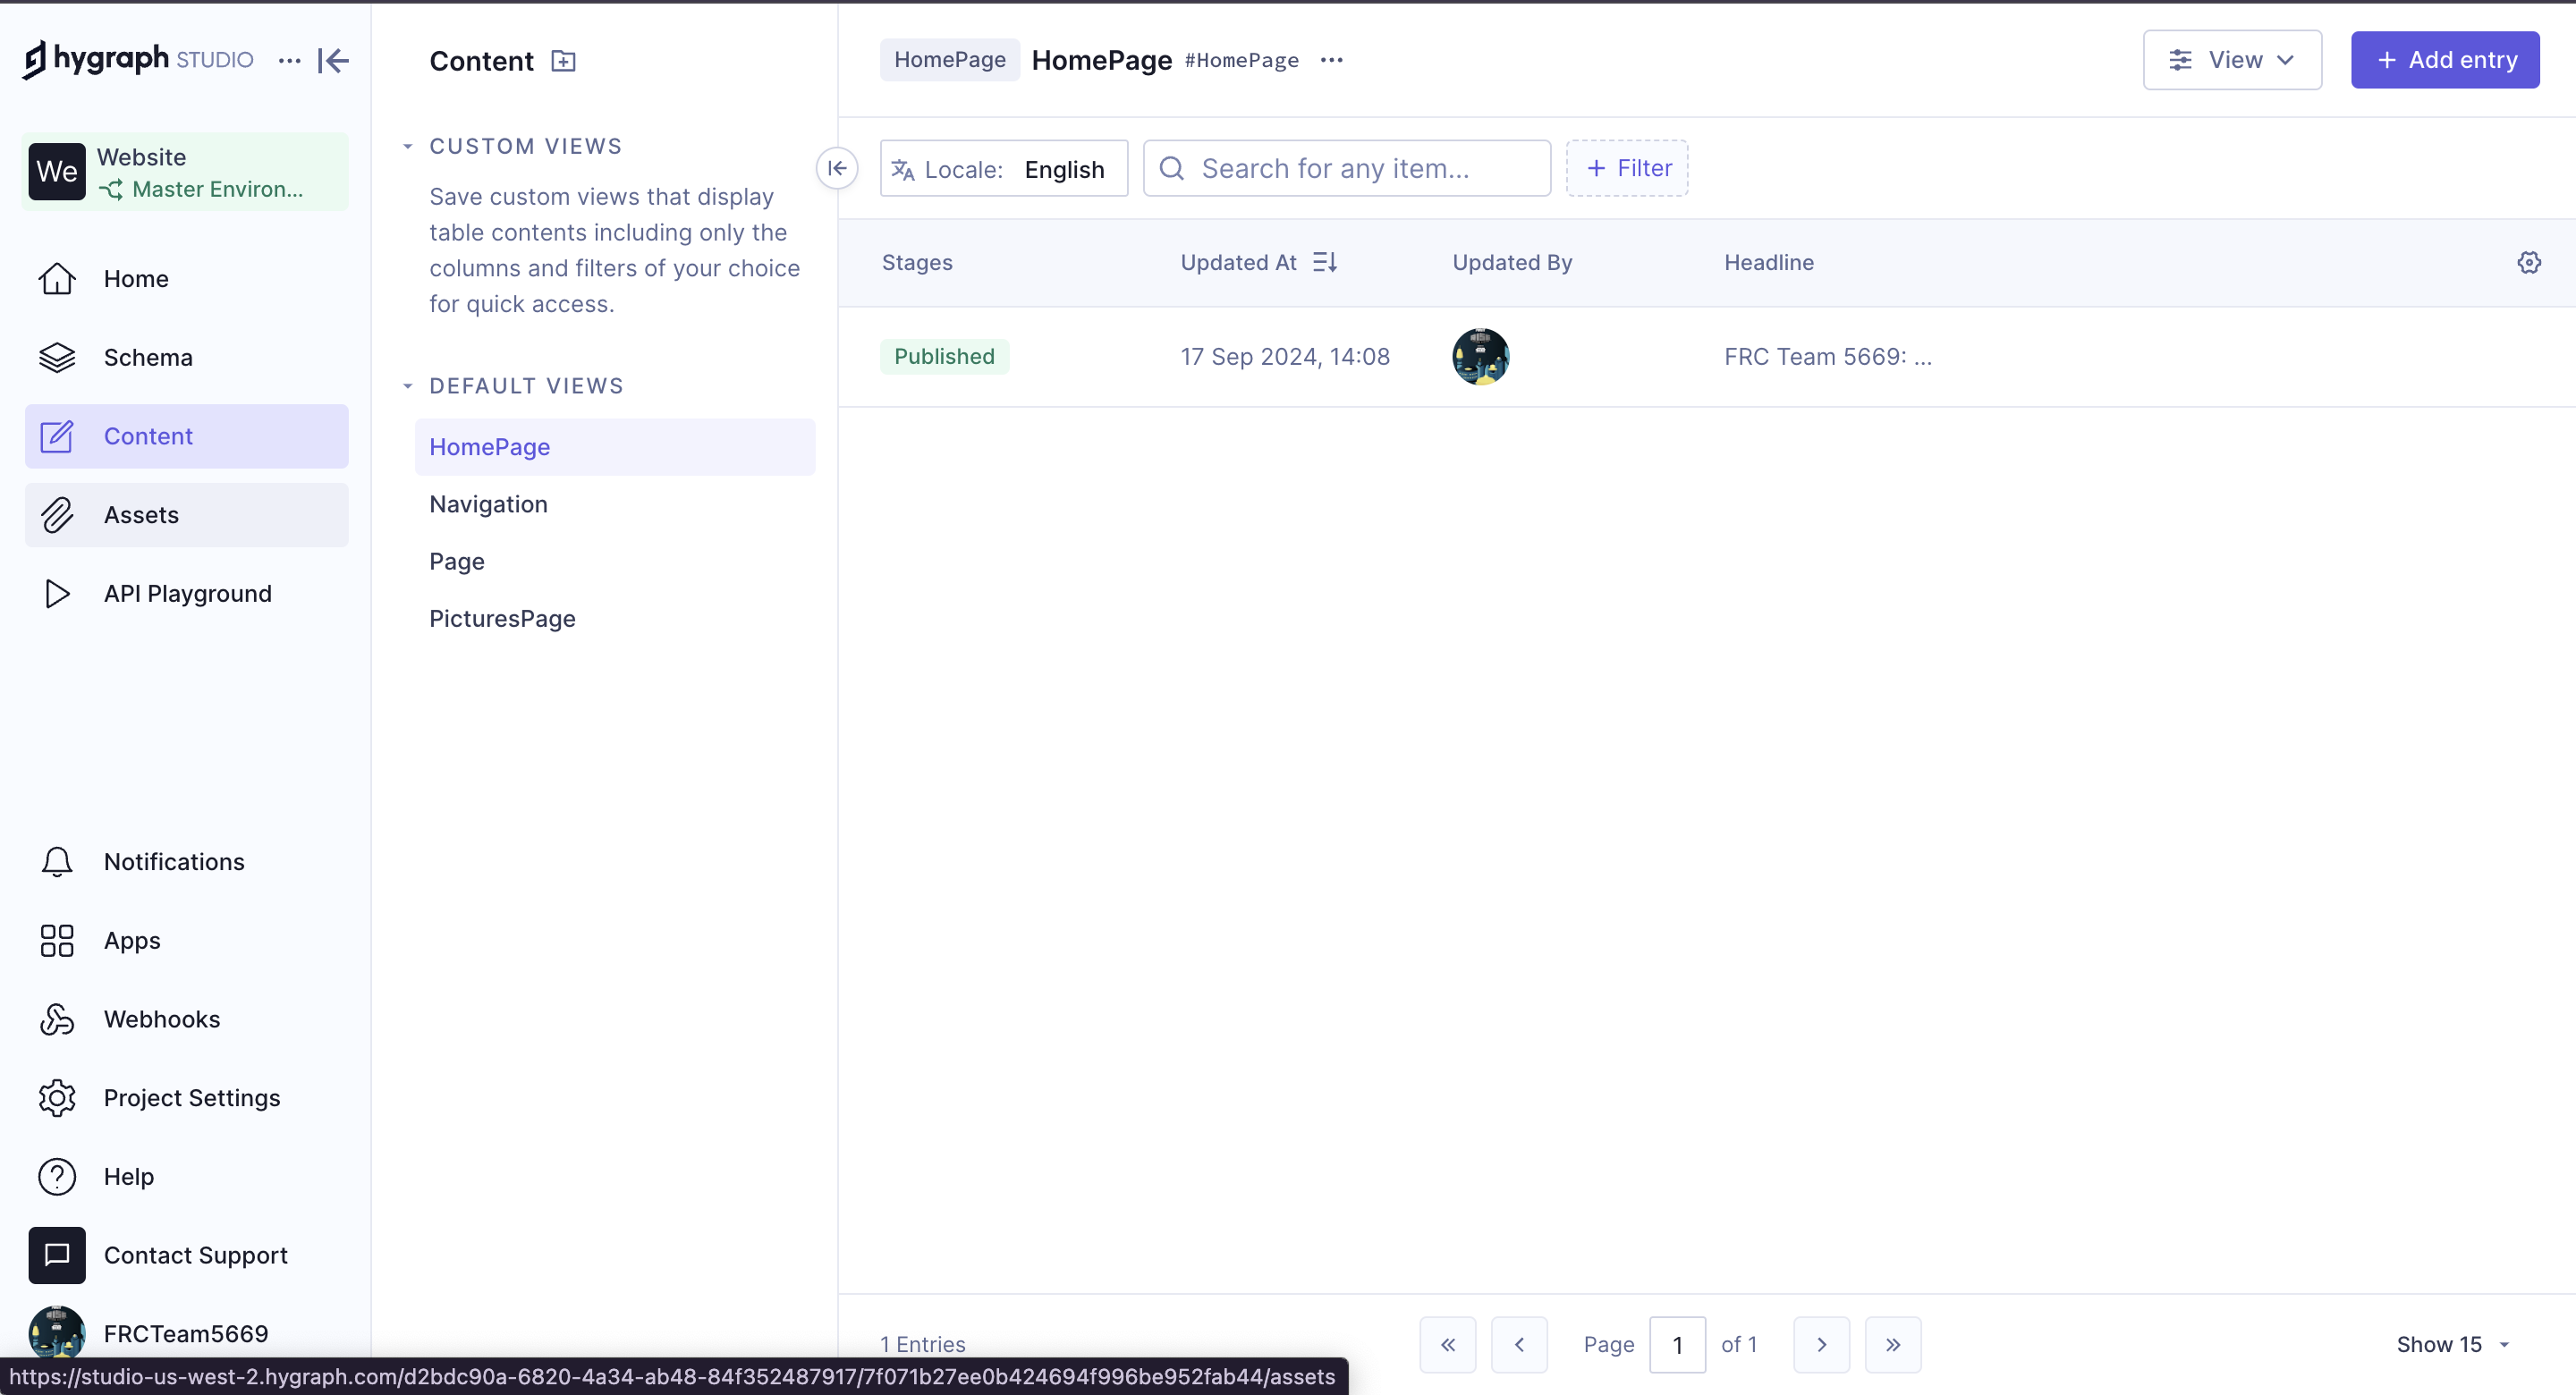 hygraph STUDIO
We
Website
Master Environ...
Home
Schema
Content
Assets
API Playground
Notifications
Apps
Webhooks
Project Settings
Help
Contact Support
FRCTeam5669
Content
CUSTOM VIEWS
Save custom views that display
table contents including only the
columns and filters of your choice
for quick access.
DEFAULT VIEWS
HomePage
Navigation
Page
PicturesPage
HomePage HomePage #HomePage
View
+ Add entry
Locale: English
Search for any item...
+ Filter
Stages Updated At Updated By Headline
Published 17 Sep 2024, 14:08 FRC Team 5669: ...
1 Entries
Page 1 of 1
Show 15
https://studio-us-west-2.hygraph.com/d2bdc90a-6820-4a34-ab48-84f352487917/7f071b27ee0b424694f996be952fab44/assets